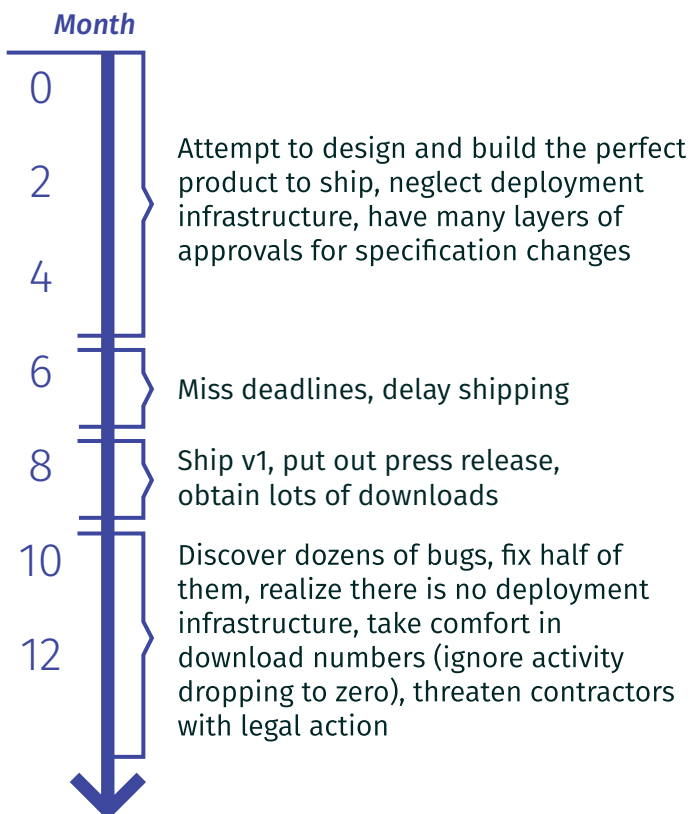 Month
0
2
4
Attempt to design and build the perfect
product to ship, neglect deployment
infrastructure, have many layers of
approvals for specification changes
6
Miss deadlines, delay shipping
8
Ship v1, put out press release,
obtain lots of downloads
10
12
Discover dozens of bugs, fix half of
them, realize there is no deployment
infrastructure, take comfort in
download numbers (ignore activity
dropping to zero), threaten contractors
with legal action